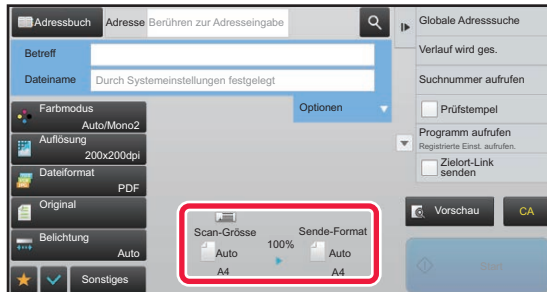 Adressbuch
Adresse
Berühren zur Adresseingabe
Globale Adresssuche
Betreff
Verlauf wird ges.
Dateiname
Durch Systemeinstellungen festgelegt
Suchnummer aufrufen
Optionen
Farbmodus
Auto/Mono2
Prüfstempel
Auflösung
200x200dpi
Programm aufrufen
Registrierte Einst. aufrufen.
Dateiformat
PDF
Zielort-Link
senden
Original
Scan-Grösse
100%
Sende-Format
Auto
A4
Auto
A4
Vorschau
CA
Belichtung
Auto
Start
Sonstiges